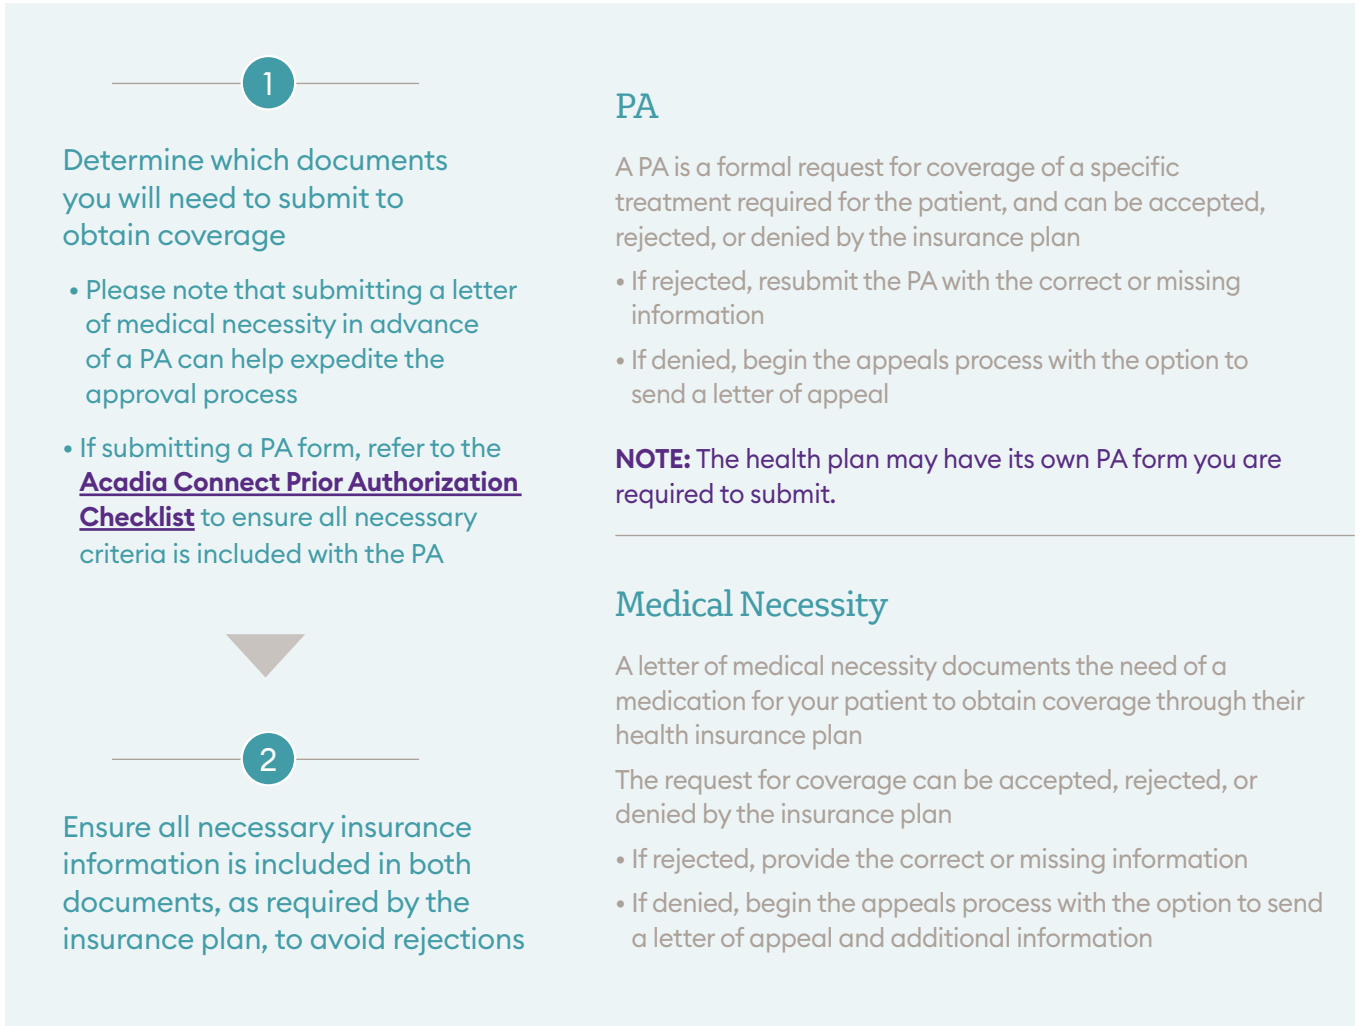 1
Determine which documents
you will need to submit to
obtain coverage
• Please note that submitting a letter
of medical necessity in advance
of a PA can help expedite the
approval process
• If submitting a PA form, refer to the
Acadia Connect Prior Authorization
Checklist to ensure all necessary
criteria is included with the PA
2
Ensure all necessary insurance
information is included in both
documents, as required by the
insurance plan, to avoid rejections
PA
A PA is a formal request for coverage of a specific
treatment required for the patient, and can be accepted,
rejected, or denied by the insurance plan
• If rejected, resubmit the PA with the correct or missing
information
• If denied, begin the appeals process with the option to
send a letter of appeal
NOTE: The health plan may have its own PA form you are
required to submit.
Medical Necessity
A letter of medical necessity documents the need of a
medication for your patient to obtain coverage through their
health insurance plan
The request for coverage can be accepted, rejected, or
denied by the insurance plan
• If rejected, provide the correct or missing information
• If denied, begin the appeals process with the option to send
a letter of appeal and additional information